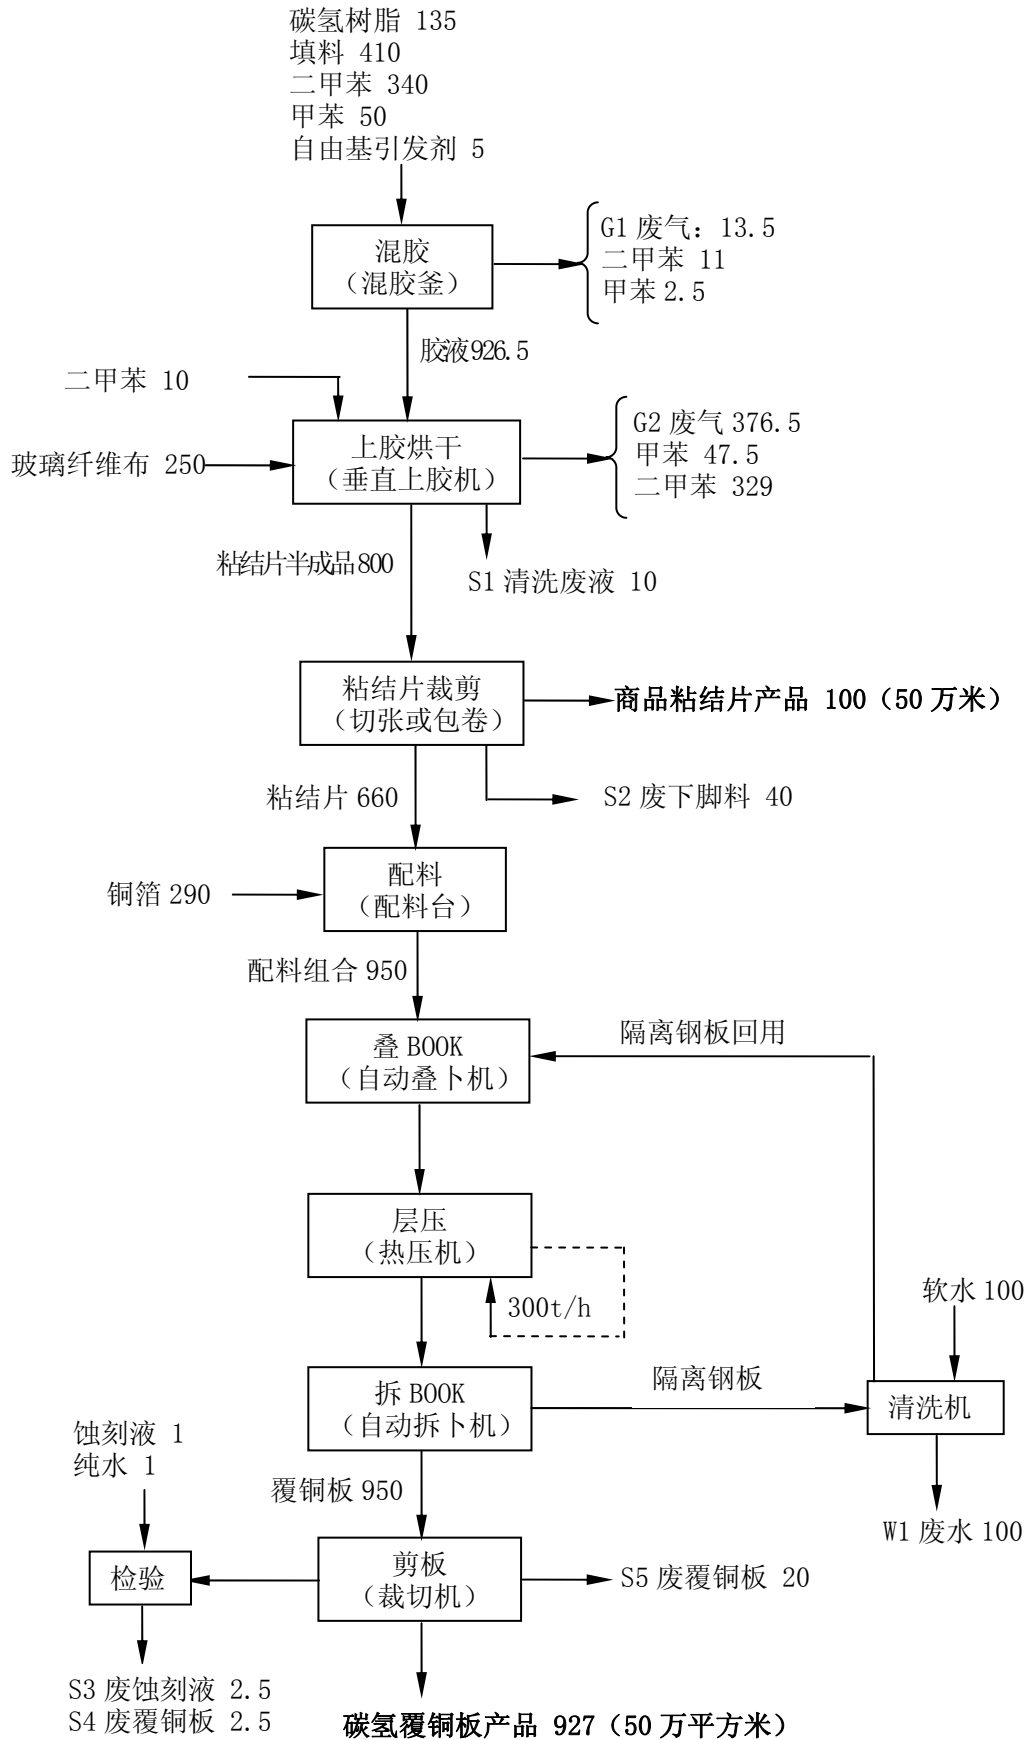 碳氢树脂 135
填料 410
二甲苯 340
甲苯 50
自由基引发剂 5
混胶
（混胶釜）
G1 废气：13.5
二甲苯 11
甲苯 2.5
胶液926.5
二甲苯 10
玻璃纤维布 250
上胶烘干
（垂直上胶机）
G2 废气 376.5
甲苯 47.5
二甲苯 329
粘结片半成品800
S1 清洗废液 10
粘结片裁剪
（切张或包卷）
商品粘结片产品 100（50 万米）
粘结片 660
S2 废下脚料 40
铜箔 290
配料
（配料台）
配料组合 950
叠 BOOK
（自动叠卜机）
隔离钢板回用
层压
（热压机）
300t/h
软水 100
拆 BOOK
（自动拆卜机）
隔离钢板
清洗机
蚀刻液 1
纯水 1
覆铜板 950
W1 废水 100
检验
剪板
（裁切机）
S5 废覆铜板 20
S3 废蚀刻液 2.5
S4 废覆铜板 2.5
碳氢覆铜板产品 927（50 万平方米）